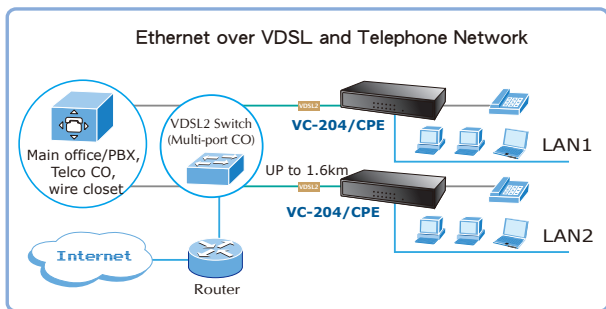 Ethernet over VDSL and Telephone Network
VDSL2
VC-204/CPE
VDSL2 Switch
(Multi-port CO)
Main office/PBX,
Telco CO,
wire closet
LAN1
UP to 1.6km
VDSL2
VC-204/CPE
LAN2
Internet
Router